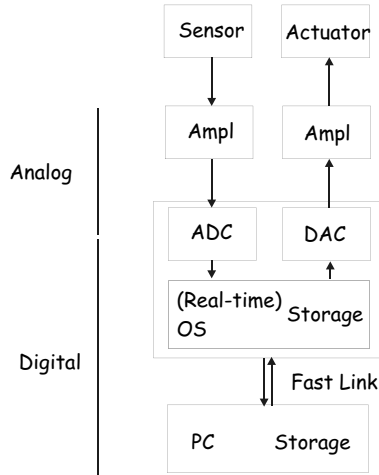 Sensor Actuator
Ampl Ampl
Analog
ADC DAC
(Real-time)
OS Storage
Digital
Fast Link
PC Storage